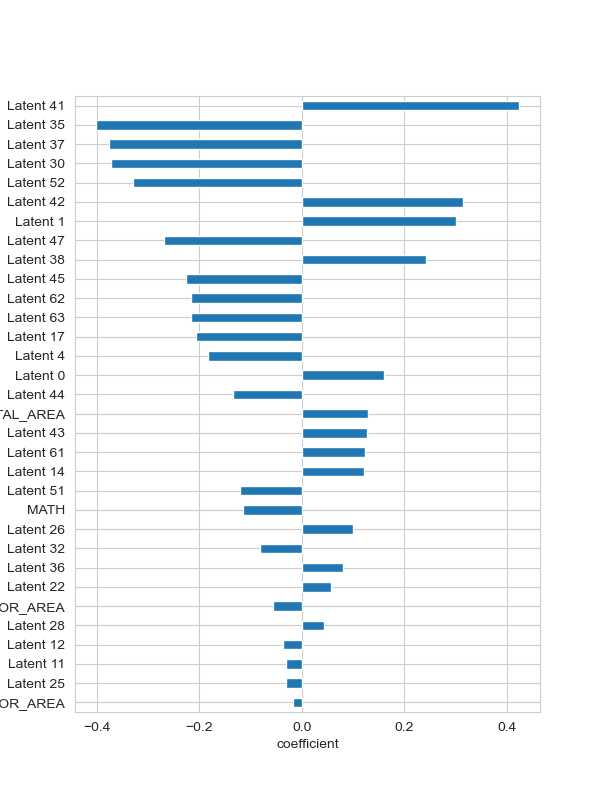 Latent 41
Latent 35
Latent 37
Latent 30
Latent 52
Latent 42
Latent 1
Latent 47
Latent 38
Latent 45
Latent 62
Latent 63
Latent 17
Latent 4
Latent 0
Latent 44
TAL_AREA
Latent 43
Latent 61
Latent 14
Latent 51
MATH
Latent 26
Latent 32
Latent 36
Latent 22
OR_AREA
Latent 28
Latent 12
Latent 11
Latent 25
OR_AREA
−0.4 −0.2 0.0 0.2 0.4
coefficient